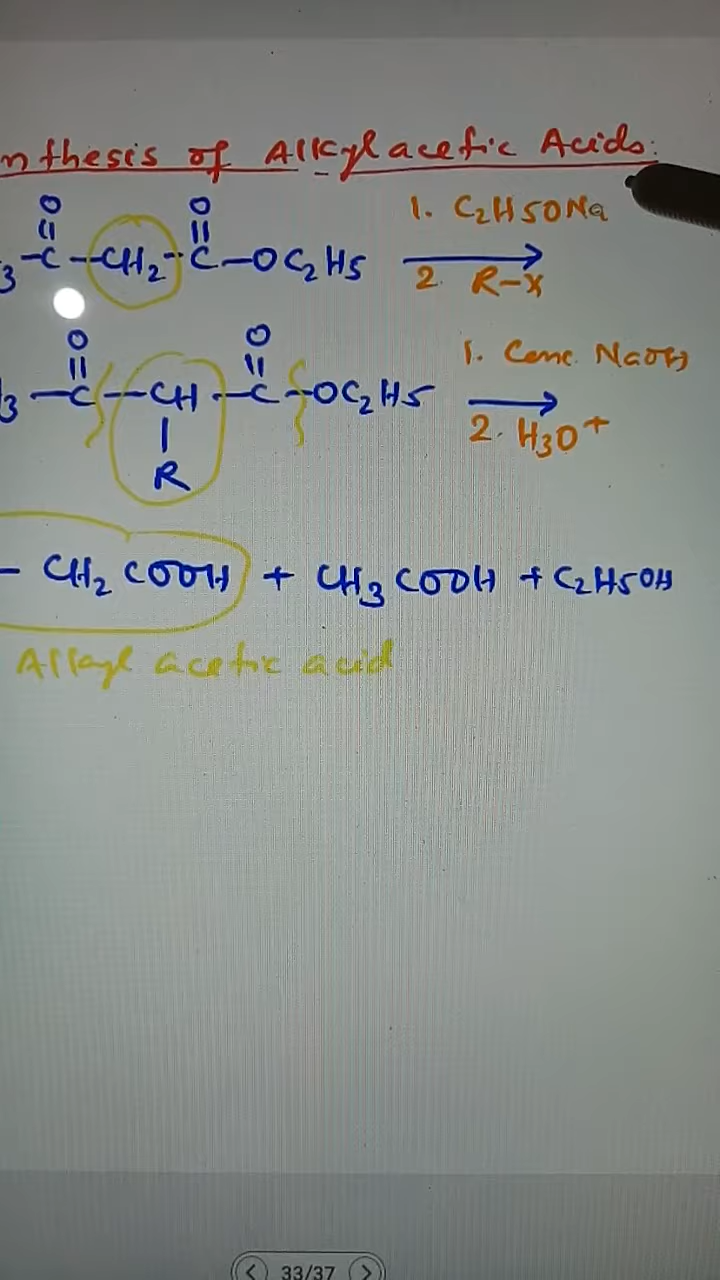 nthesis of Alkylacetic Acids:
O O 1. C2H5ONa
3-C-CH2-C-OC2H5 2. R-X
O O 1. Conc. NaOH
3-C-CH-C-OC2H5 2. H3O+
R
- CH2COOH + CH3COOH + C2H5OH
Alkyl acetic acid
33/37